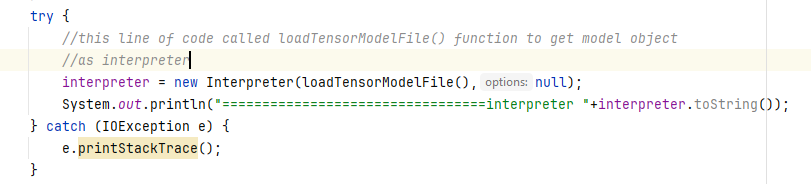 try {
//this line of code called loadTensorModelFile() function to get model object
//as interpreter
interpreter = new Interpreter(loadTensorModelFile(), options: null);
System.out.println("=================================interpreter "+interpreter.toString());
} catch (IOException e) {
e.printStackTrace();
}